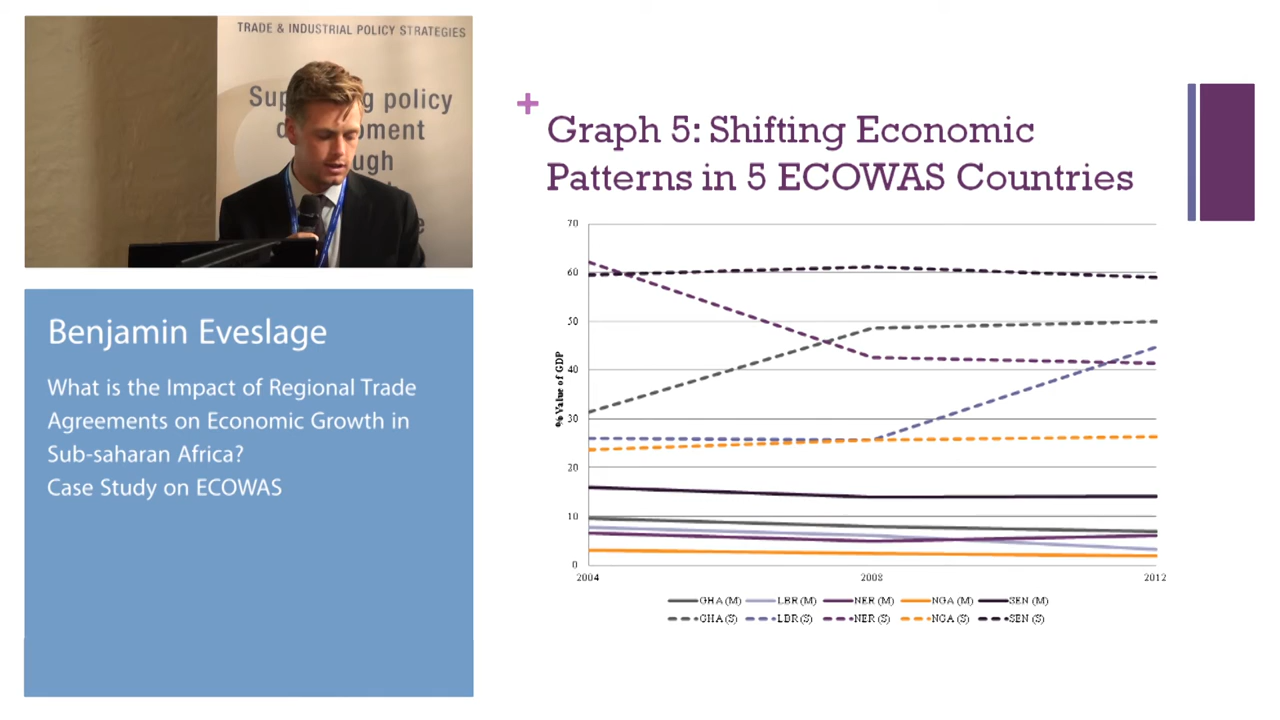 TRADE & INDUSTRIAL POLICY STRATEGIES
policy
Benjamin Eveslage
What is the Impact of Regional Trade
Agreements on Economic Growth in
Sub-saharan Africa?
Case Study on ECOWAS
+
Graph 5: Shifting Economic
Patterns in 5 ECOWAS Countries
% Value of GDP
70
60
50
40
30
20
10
0
2004 2008 2012
GHA (M) LBR (M) NER (M) NGA (M) SEN (M)
GHA (S) LBR (S) NER (S) NGA (S) SEN (S)